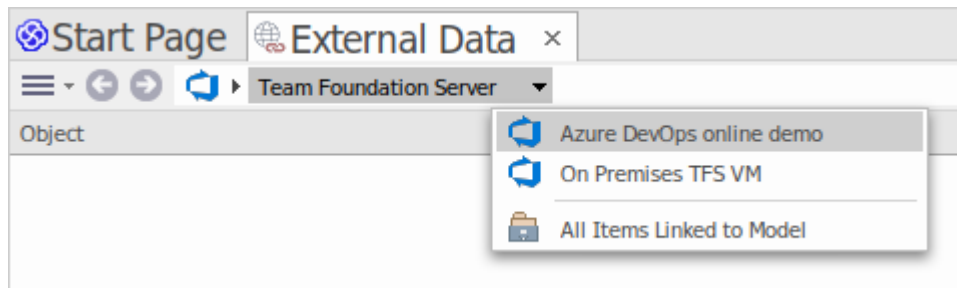 Start Page External Data ×
Team Foundation Server
Object
Azure DevOps online demo
On Premises TFS VM
All Items Linked to Model